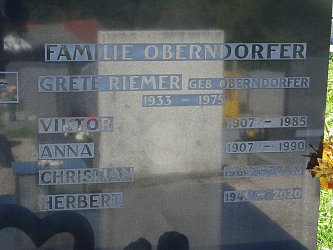 FAMILIE OBERNDORFER
GRETE RIEMER GEB OBERNDORFER
1933 - 1975
VIKTOR 1907 - 1985
ANNA 1907 - 1990
CHRISTIAN
HERBERT 2020